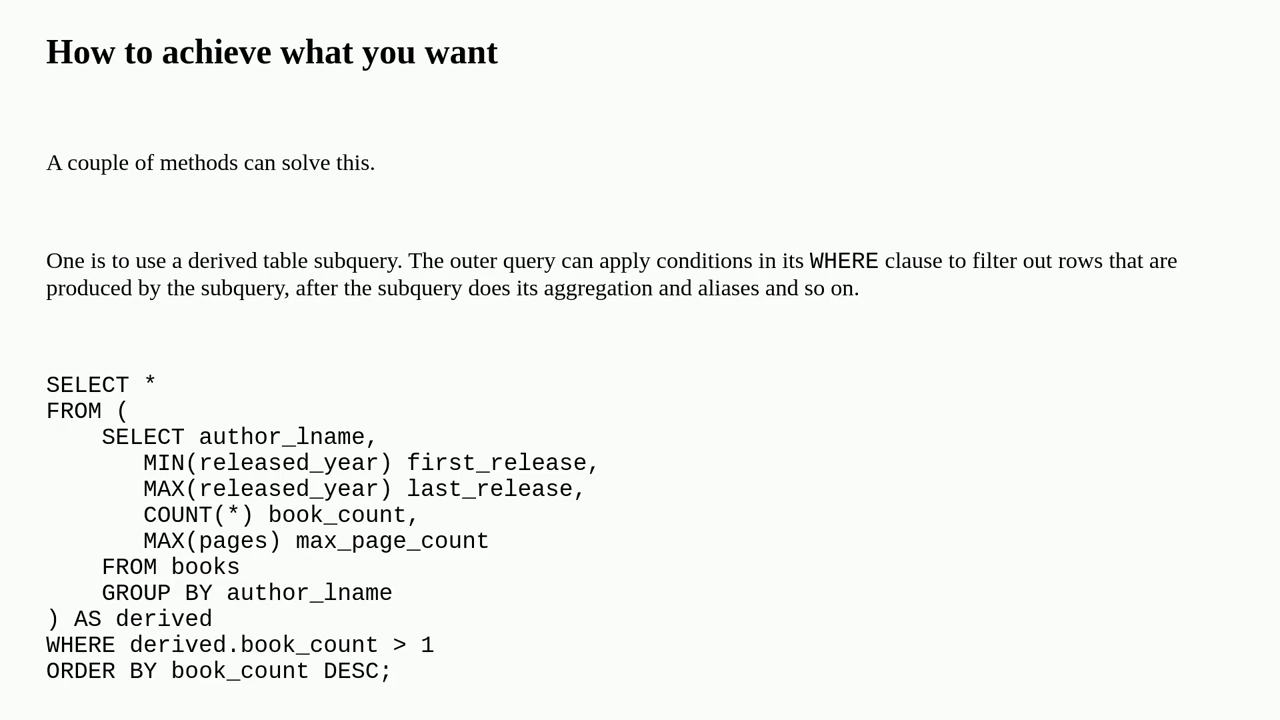 How to achieve what you want
A couple of methods can solve this.
One is to use a derived table subquery. The outer query can apply conditions in its WHERE clause to filter out rows that are
produced by the subquery, after the subquery does its aggregation and aliases and so on.
SELECT *
FROM (
    SELECT author_lname,
       MIN(released_year) first_release,
       MAX(released_year) last_release,
       COUNT(*) book_count,
       MAX(pages) max_page_count
    FROM books
    GROUP BY author_lname
) AS derived
WHERE derived.book_count > 1
ORDER BY book_count DESC;